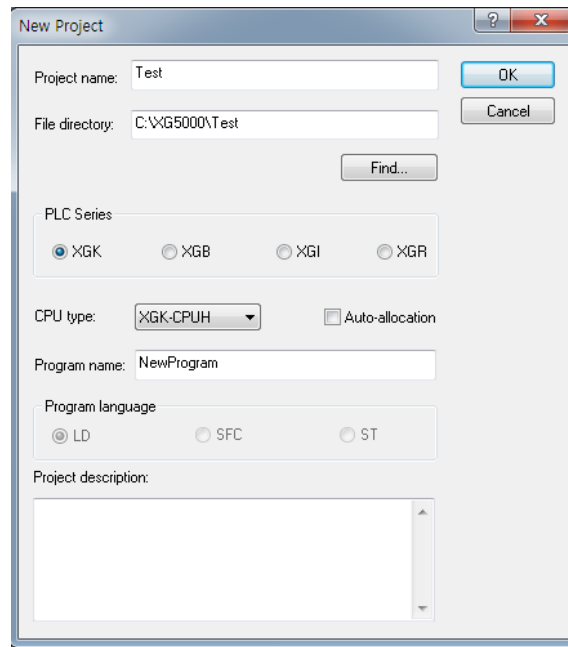 New Project
Project name: Test
OK
File directory: C:\XG5000\Test
Cancel
Find...
PLC Series
XGK XGB XGI XGR
CPU type: XGK-CPUH Auto-allocation
Program name: NewProgram
Program language
LD SFC ST
Project description: